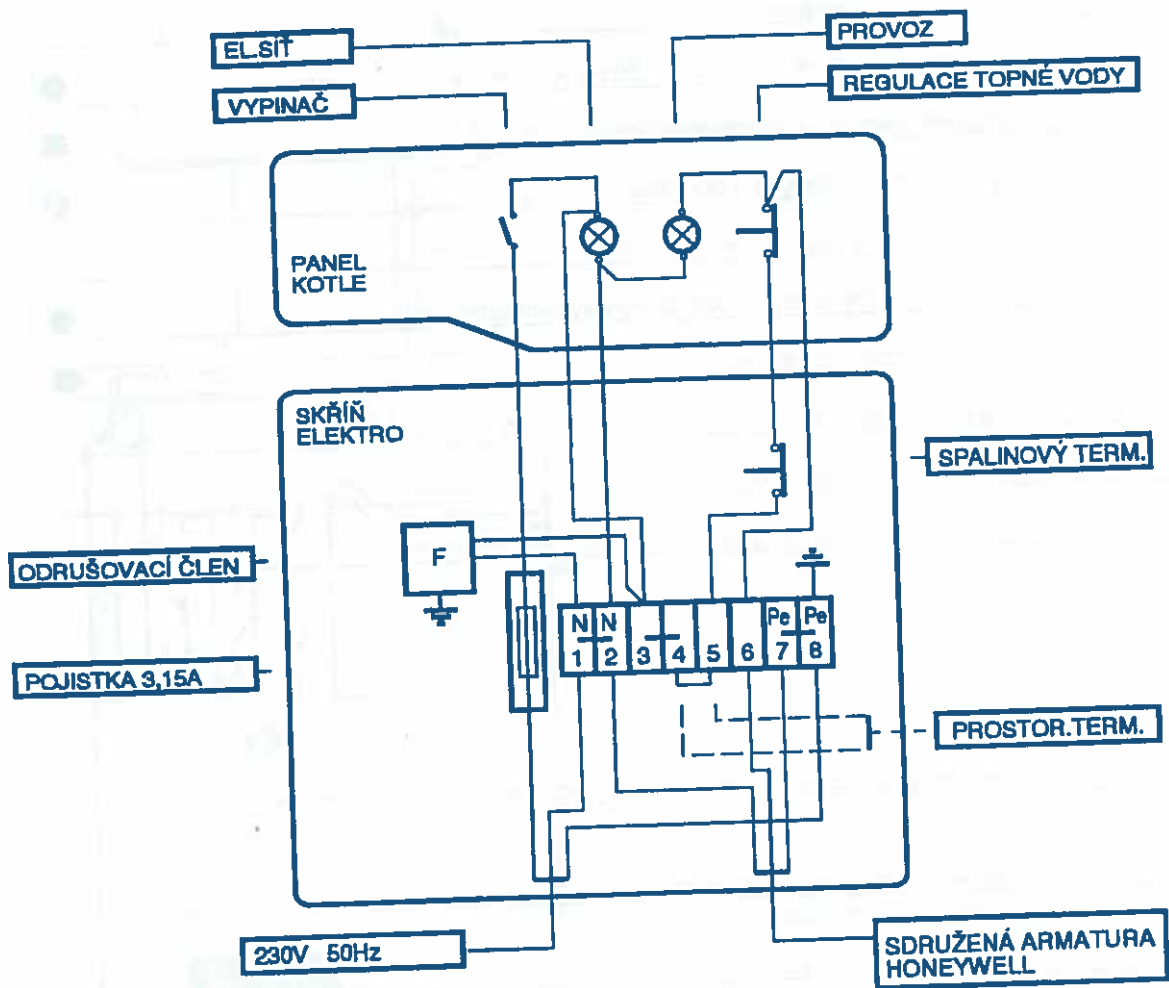 EL.SÍŤ
PROVOZ
VYPINAČ
REGULACE TOPNÉ VODY
PANEL
KOTLE
SKŘÍŇ
ELEKTRO
SPALINOVÝ TERM.
F
ODRUŠOVACÍ ČLEN
N N Pe Pe
1 2 3 4 5 6 7 8
POJISTKA 3,15A
PROSTOR.TERM.
230V 50Hz
SDRUŽENÁ ARMATURA
HONEYWELL